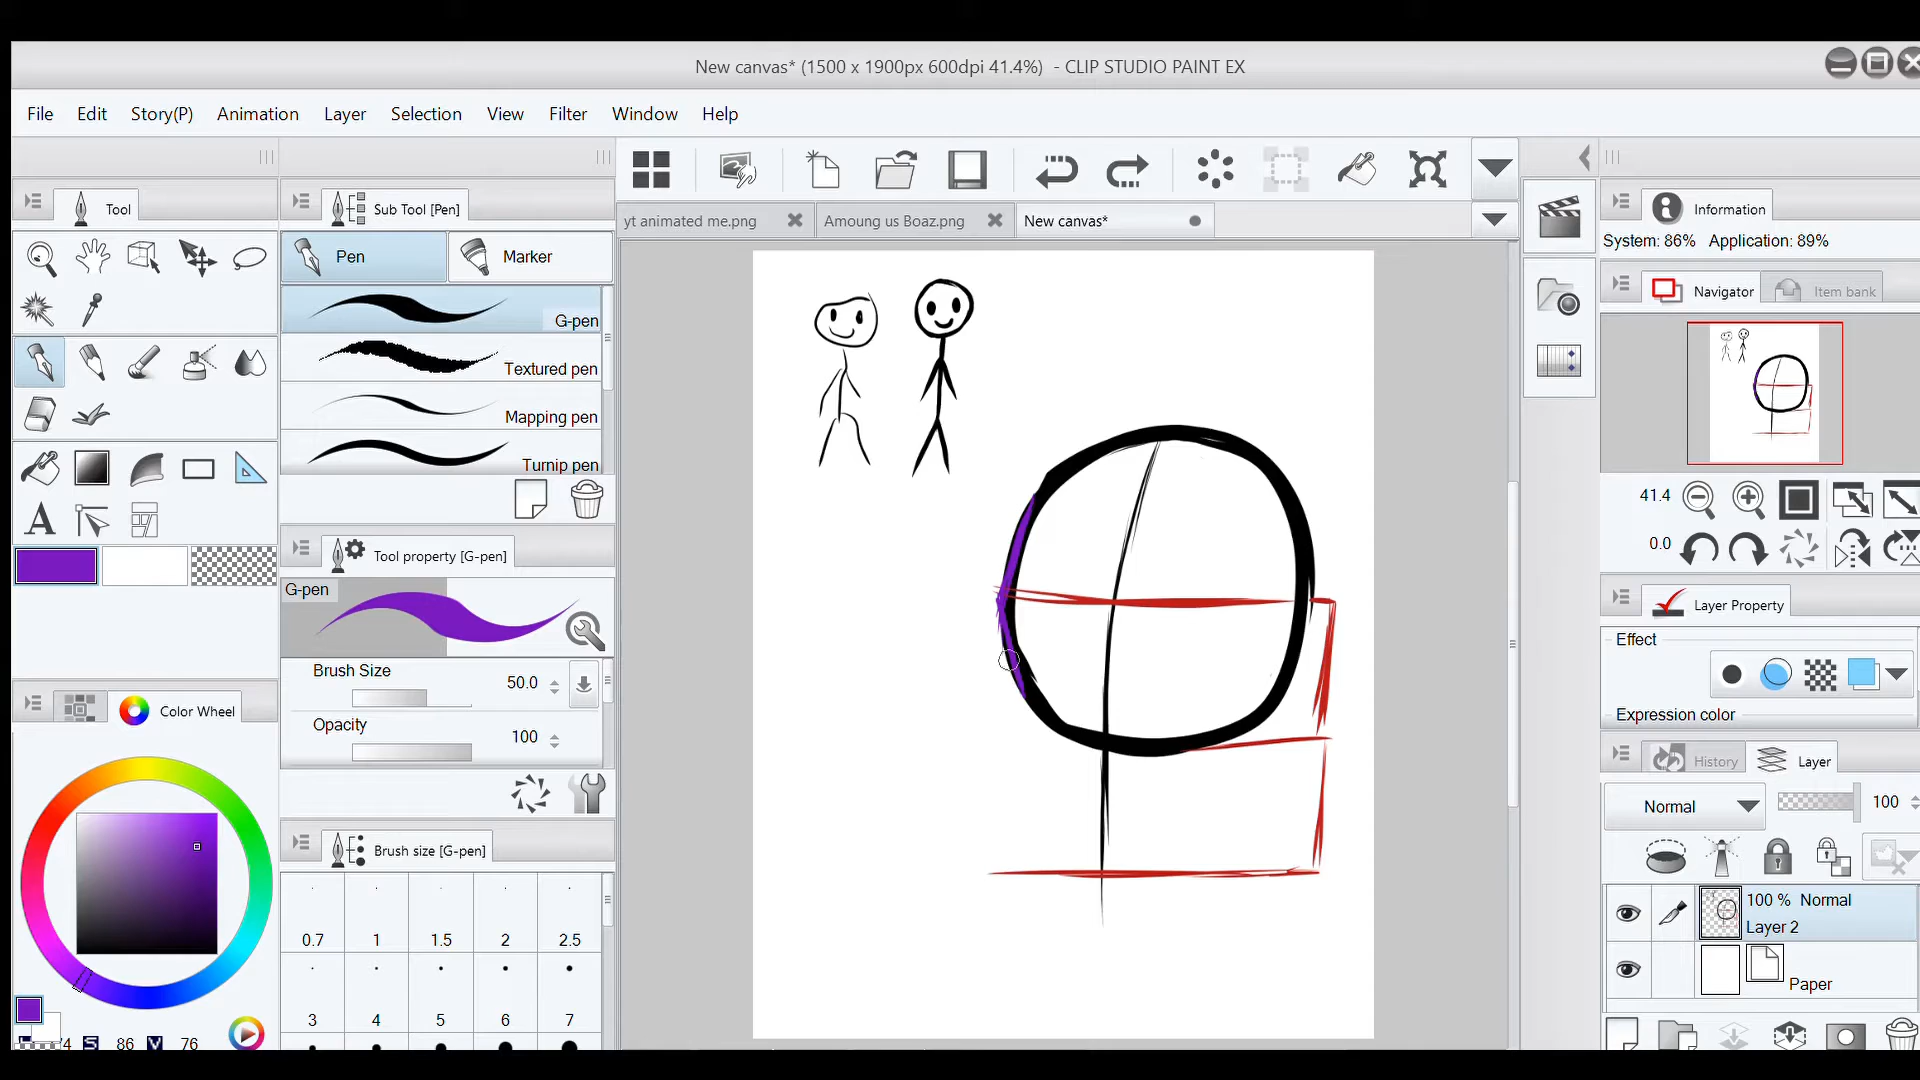 New canvas* (1500 x 1900px 600dpi 41.4%) - CLIP STUDIO PAINT EX
File Edit Story(P) Animation Layer Selection View Filter Window Help
Tool
Sub Tool [Pen]
Pen
Marker
G-pen
Textured pen
Mapping pen
Turnip pen
Tool property [G-pen]
G-pen
Brush Size
50.0
Opacity
100
Color Wheel
86 V 76
Brush size [G-pen]
0.7 1 1.5 2 2.5
3 4 5 6 7
yt animated me.png
Amoung us Boaz.png
New canvas*
Information
System: 86% Application: 89%
Navigator
Item bank
41.4
0.0
Layer Property
Effect
Expression color
History
Layer
Normal
100
100 % Normal
Layer 2
Paper